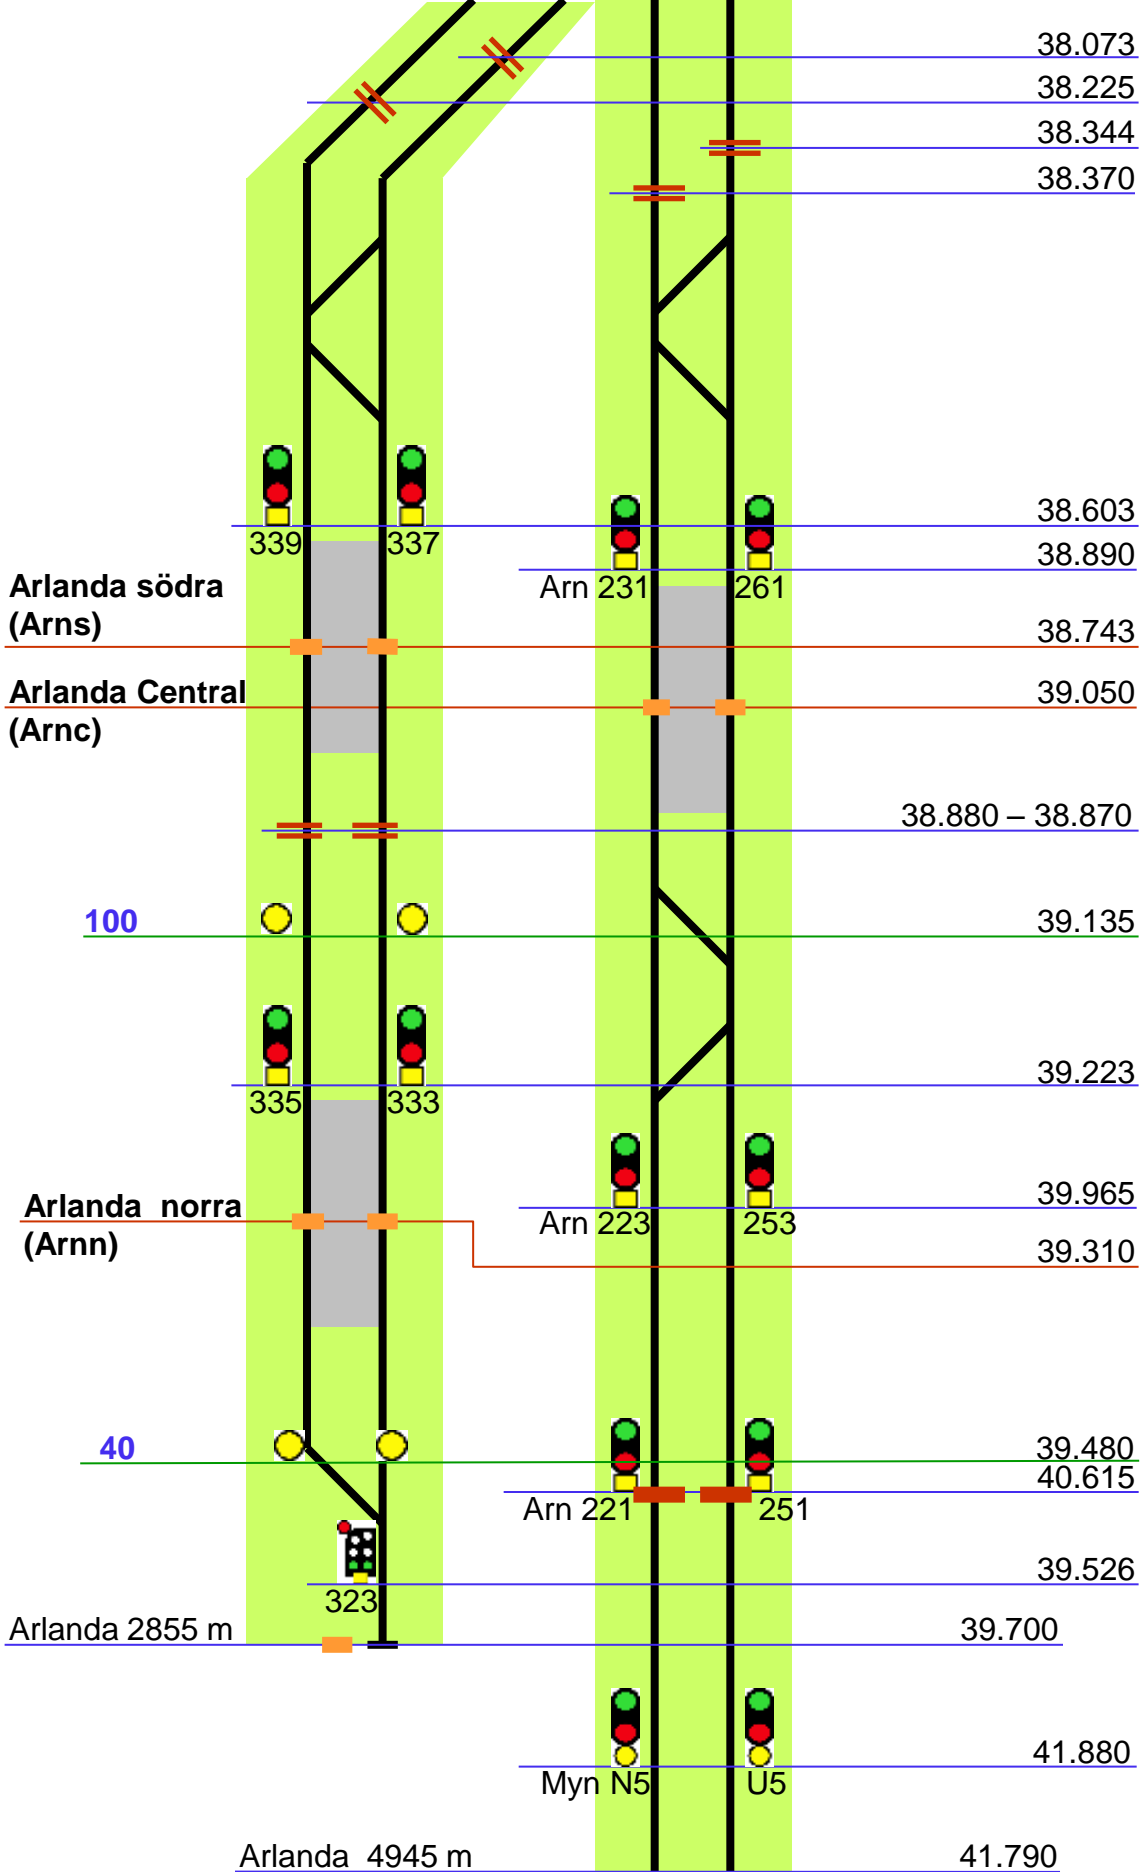 38.073
38.225
38.344
38.370
38.603
339 337
38.890
Arn 231 261
Arlanda södra
(Arns)
38.743
Arlanda Central
(Arnc)
39.050
38.880 – 38.870
100 39.135
39.223
335 333
39.965
Arn 223 253
Arlanda norra
(Arnn)
39.310
40 39.480
40.615
Arn 221 251
39.526
323
Arlanda 2855 m 39.700
41.880
Myn N5 U5
Arlanda 4945 m 41.790